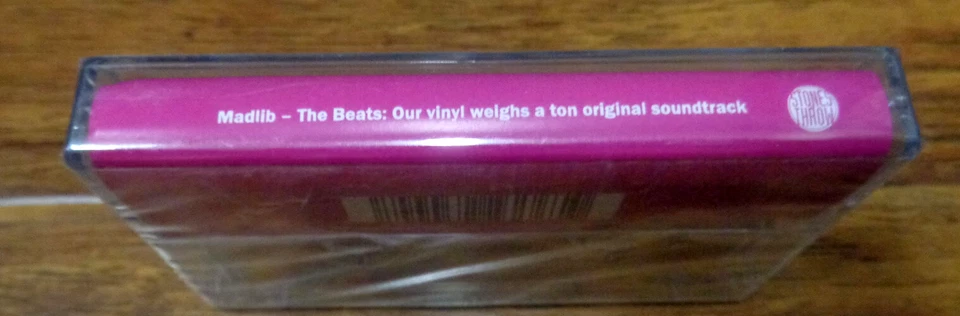 Madlib – The Beats: Our vinyl weighs a ton original soundtrack
STONES
THROW